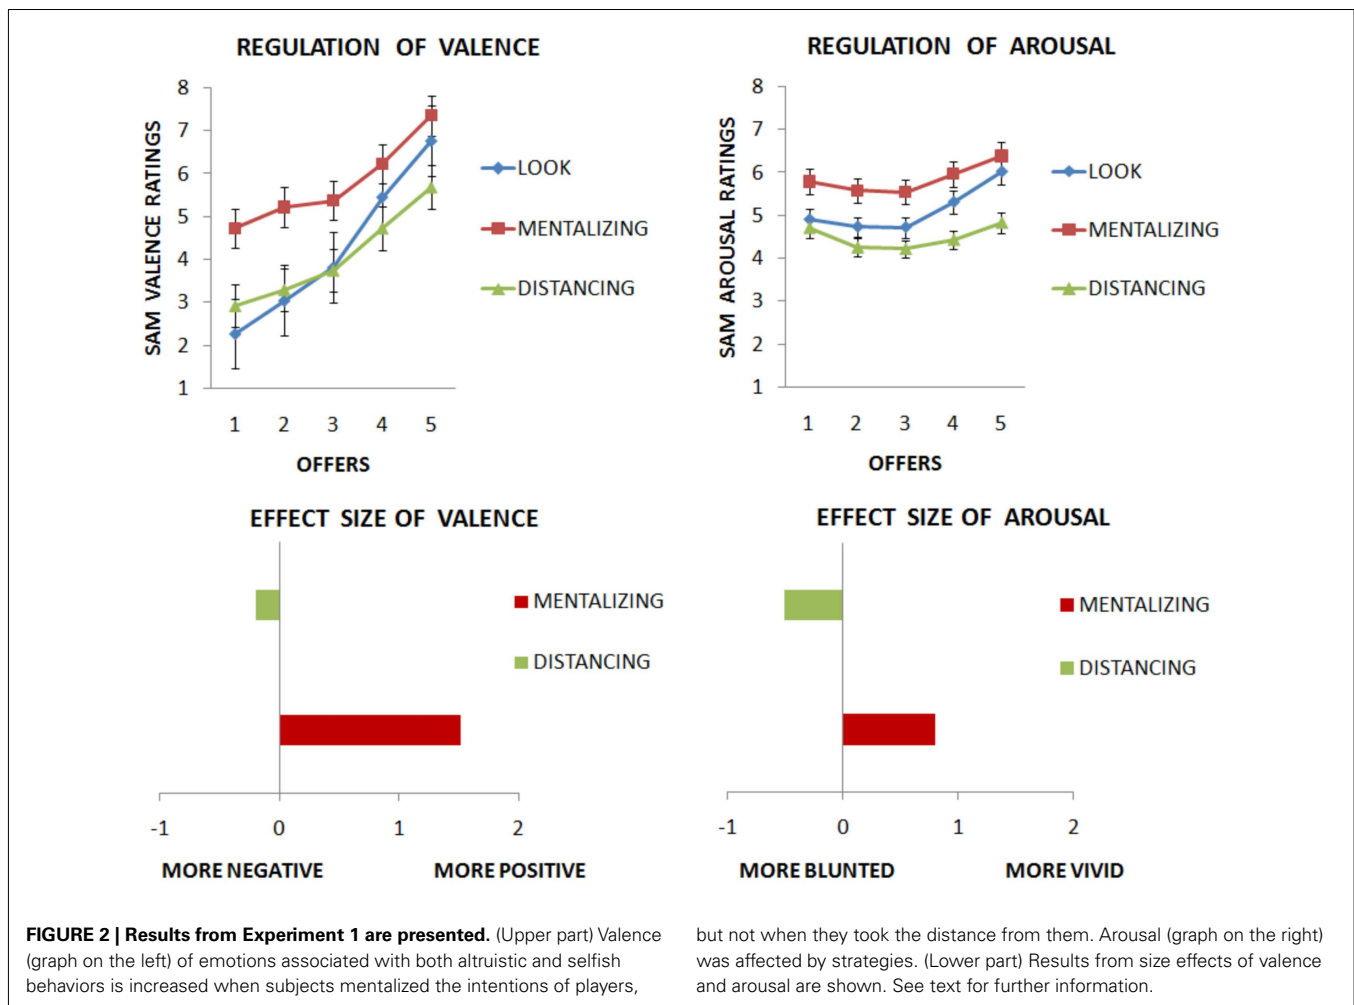 REGULATION OF VALENCE
SAM VALENCE RATINGS
8
7
6
5
4
3
2
1
1 2 3 4 5
OFFERS
LOOK
MENTALIZING
DISTANCING
REGULATION OF AROUSAL
SAM AROUSAL RATINGS
8
7
6
5
4
3
2
1
1 2 3 4 5
OFFERS
LOOK
MENTALIZING
DISTANCING
EFFECT SIZE OF VALENCE
MENTALIZING
DISTANCING
-1 0 1 2
MORE NEGATIVE MORE POSITIVE
EFFECT SIZE OF AROUSAL
MENTALIZING
DISTANCING
-1 0 1 2
MORE BLUNTED MORE VIVID
FIGURE 2 | Results from Experiment 1 are presented. (Upper part) Valence
(graph on the left) of emotions associated with both altruistic and selfish
behaviors is increased when subjects mentalized the intentions of players,
but not when they took the distance from them. Arousal (graph on the right)
was affected by strategies. (Lower part) Results from size effects of valence
and arousal are shown. See text for further information.